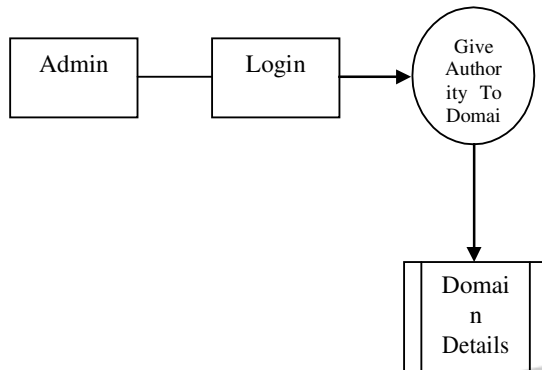 Admin
Login
Give
Author
ity To
Domai
Domai
n
Details